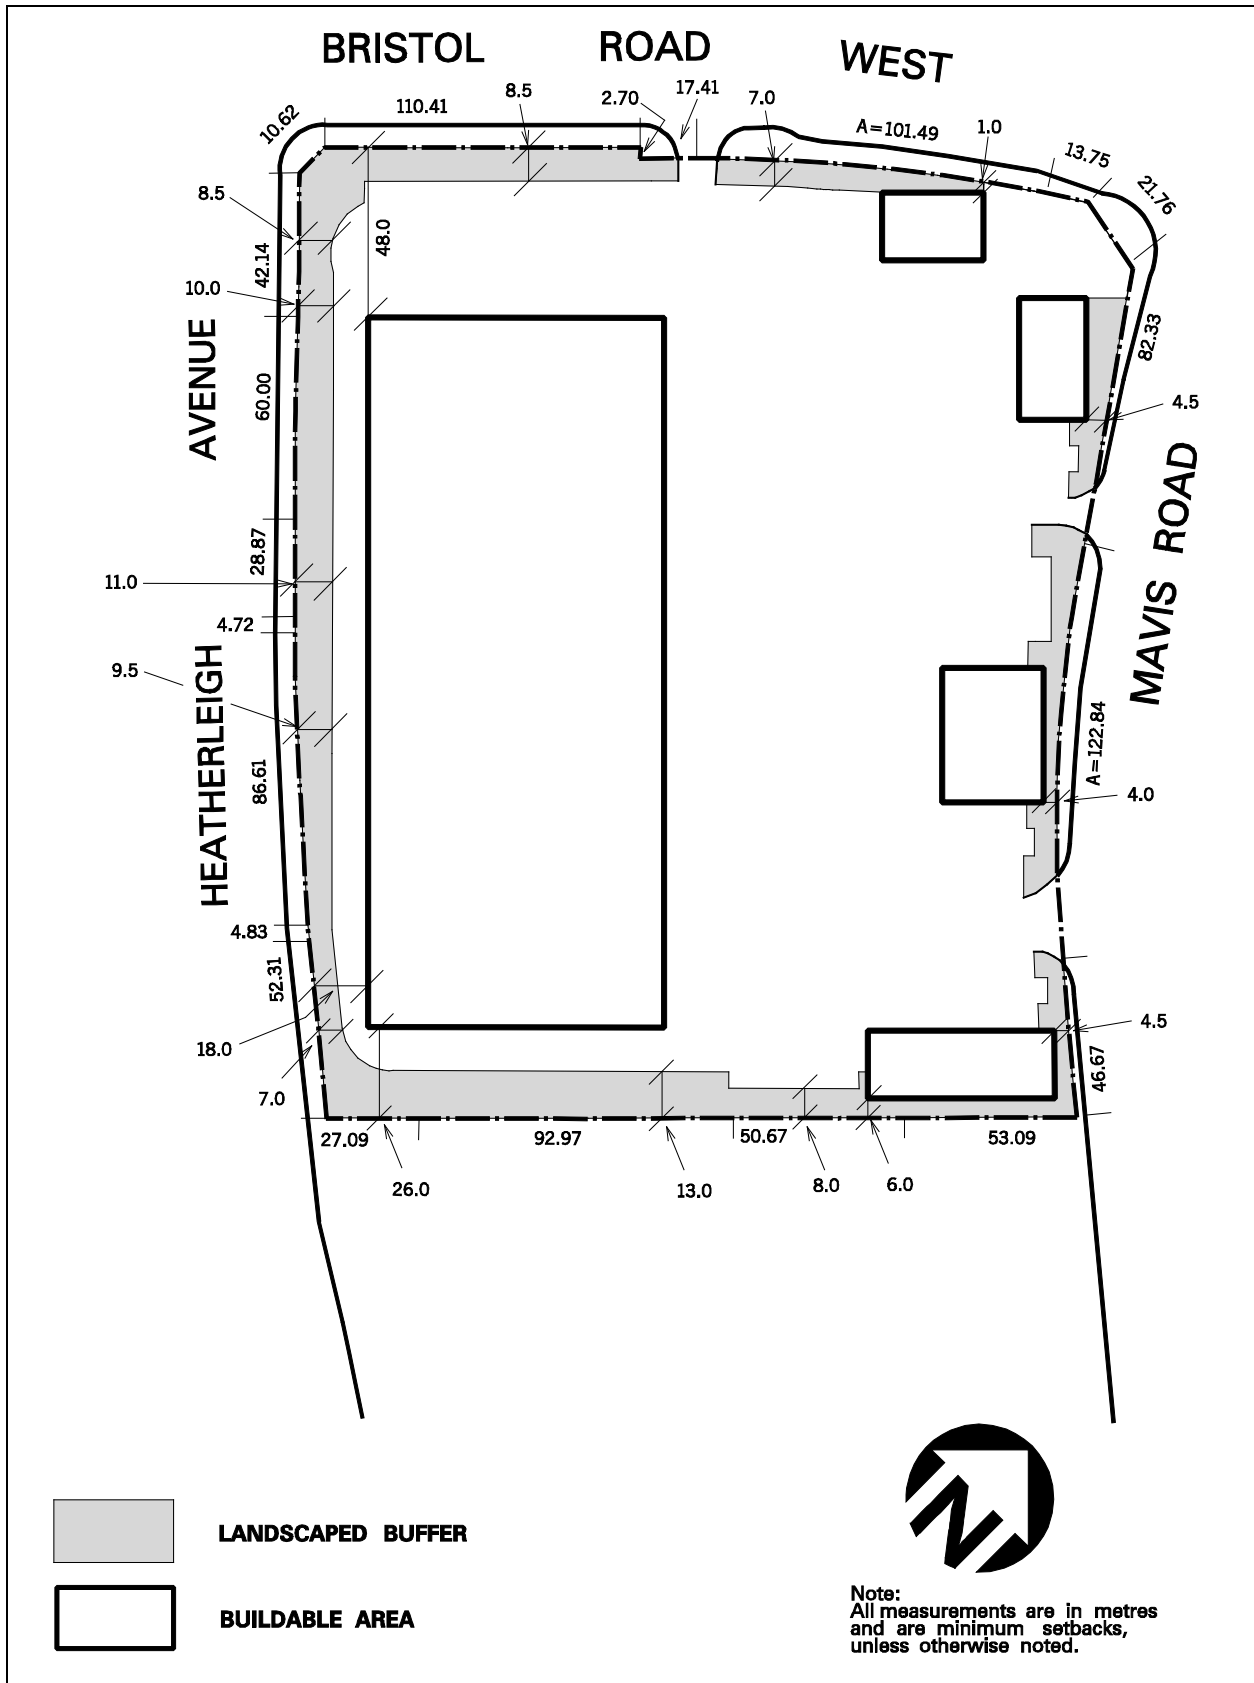 BRISTOL ROAD WEST
8.5
110.41
2.70
17.41
7.0
10.62
A=101.49
1.0
13.75
21.76
8.5
42.14
48.0
10.0
AVENUE
60.00
82.33
4.5
MAVIS ROAD
28.87
11.0
4.72
9.5
HEATHERLEIGH
86.61
A=122.84
4.0
4.83
52.31
18.0
4.5
46.67
7.0
27.09
92.97
50.67
53.09
26.0
13.0
8.0
6.0
N
LANDSCAPED BUFFER
BUILDABLE AREA
Note:
All measurements are in metres
and are minimum setbacks,
unless otherwise noted.